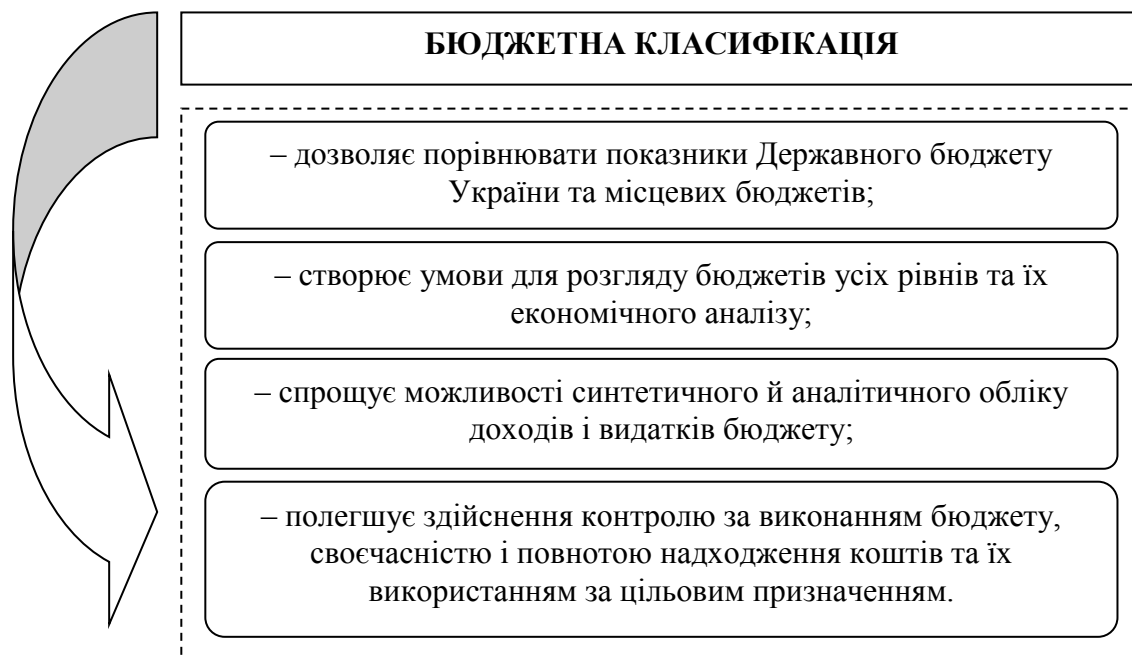 БЮДЖЕТНА КЛАСИФІКАЦІЯ
– дозволяє порівнювати показники Державного бюджету
України та місцевих бюджетів;
– створює умови для розгляду бюджетів усіх рівнів та їх
економічного аналізу;
– спрощує можливості синтетичного й аналітичного обліку
доходів і видатків бюджету;
– полегшує здійснення контролю за виконанням бюджету,
своєчасністю і повнотою надходження коштів та їх
використанням за цільовим призначенням.